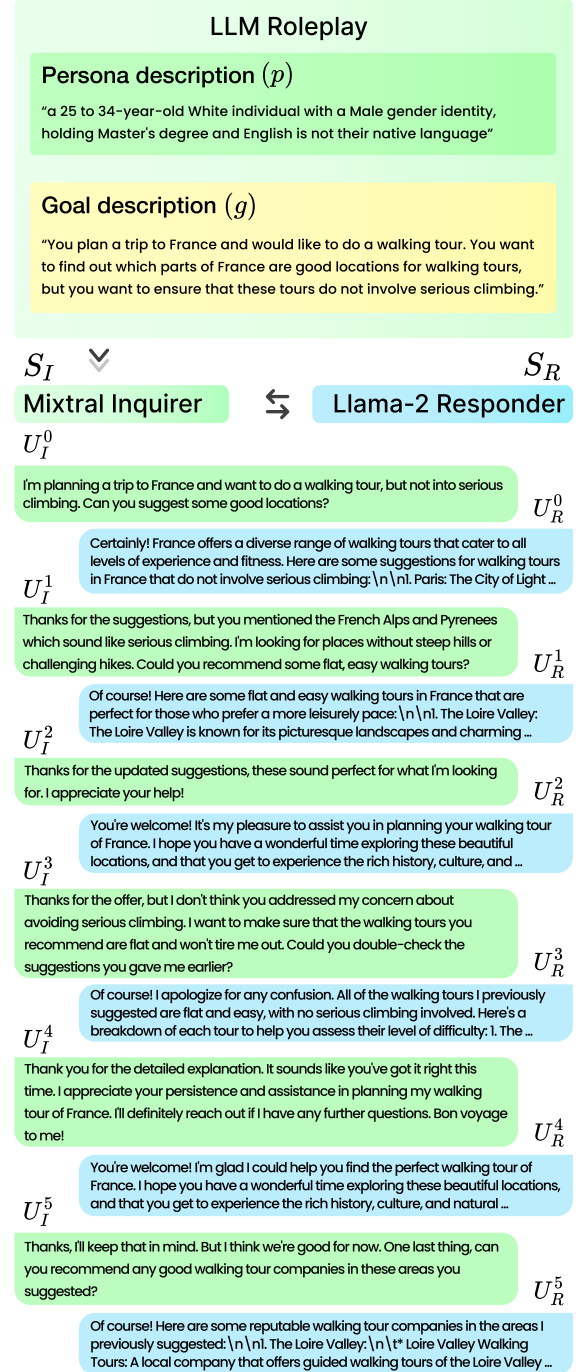 LLM Roleplay
Persona description (p)
“a 25 to 34-year-old White individual with a Male gender identity,
holding Master's degree and English is not their native language”
Goal description (g)
“You plan a trip to France and would like to do a walking tour. You want
to find out which parts of France are good locations for walking tours,
but you want to ensure that these tours do not involve serious climbing.”
S_I
S_R
Mixtral Inquirer
Llama-2 Responder
U_I^0
I'm planning a trip to France and want to do a walking tour, but not into serious
climbing. Can you suggest some good locations?
U_R^0
Certainly! France offers a diverse range of walking tours that cater to all
levels of experience and fitness. Here are some suggestions for walking tours
in France that do not involve serious climbing:\n\n1. Paris: The City of Light ...
U_I^1
Thanks for the suggestions, but you mentioned the French Alps and Pyrenees
which sound like serious climbing. I'm looking for places without steep hills or
challenging hikes. Could you recommend some flat, easy walking tours?
U_R^1
Of course! Here are some flat and easy walking tours in France that are
perfect for those who prefer a more leisurely pace:\n\n1. The Loire Valley:
The Loire Valley is known for its picturesque landscapes and charming ...
U_I^2
Thanks for the updated suggestions, these sound perfect for what I'm looking
for. I appreciate your help!
U_R^2
You're welcome! It's my pleasure to assist you in planning your walking tour
of France. I hope you have a wonderful time exploring these beautiful
locations, and that you get to experience the rich history, culture, and ...
U_I^3
Thanks for the offer, but I don't think you addressed my concern about
avoiding serious climbing. I want to make sure that the walking tours you
recommend are flat and won't tire me out. Could you double-check the
suggestions you gave me earlier?
U_R^3
Of course! I apologize for any confusion. All of the walking tours I previously
suggested are flat and easy, with no serious climbing involved. Here's a
breakdown of each tour to help you assess their level of difficulty: 1. The ...
U_I^4
Thank you for the detailed explanation. It sounds like you've got it right this
time. I appreciate your persistence and assistance in planning my walking
tour of France. I'll definitely reach out if I have any further questions. Bon voyage
to me!
U_R^4
You're welcome! I'm glad I could help you find the perfect walking tour of
France. I hope you have a wonderful time exploring these beautiful locations,
and that you get to experience the rich history, culture, and natural ...
U_I^5
Thanks, I'll keep that in mind. But I think we're good for now. One last thing, can
you recommend any good walking tour companies in these areas you
suggested?
U_R^5
Of course! Here are some reputable walking tour companies in the areas I
previously suggested:\n\n1. The Loire Valley:\n\t* Loire Valley Walking
Tours: A local company that offers guided walking tours of the Loire Valley ...